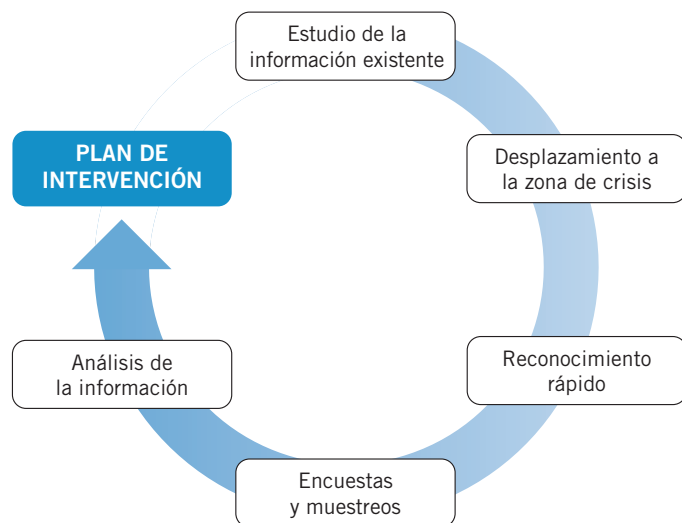 Estudio de la
información existente
Desplazamiento a
la zona de crisis
Reconocimiento
rápido
Encuestas
y muestreos
Análisis de
la información
PLAN DE
INTERVENCIÓN